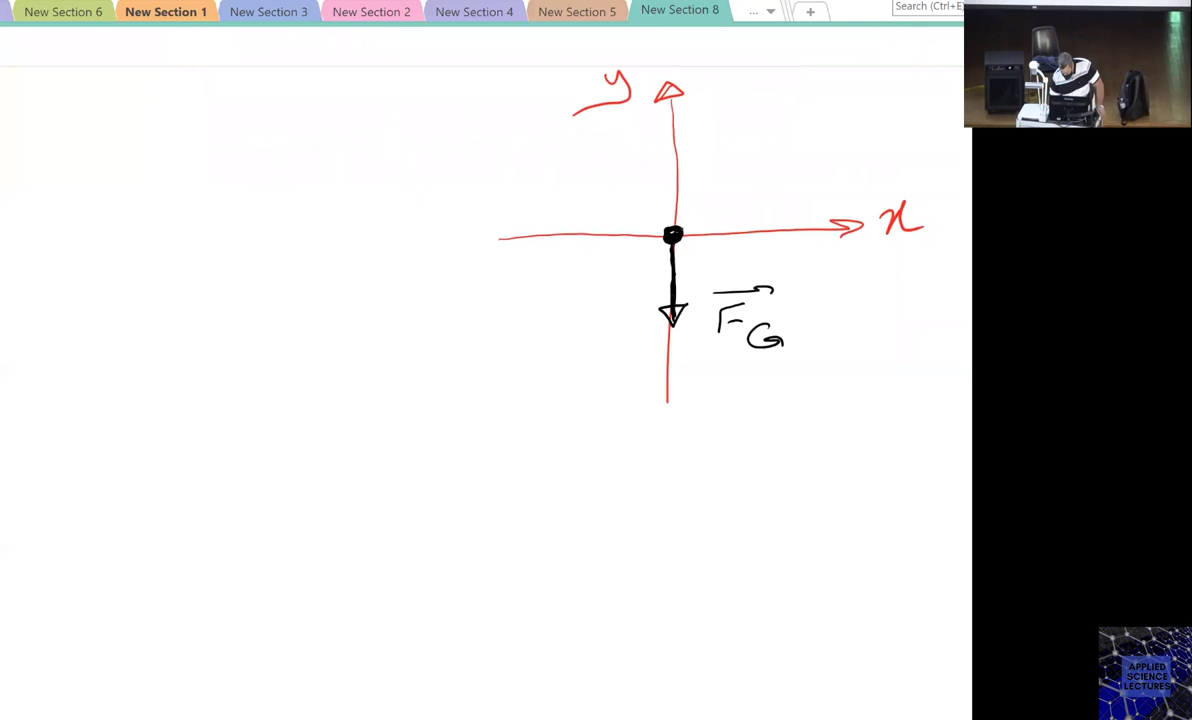 New Section 6 New Section 1 New Section 3 New Section 2 New Section 4 New Section 5 New Section 8 ... +
Search (Ctrl+E)
y
x
F⃗_G
APPLIED
SCIENCE
LECTURES